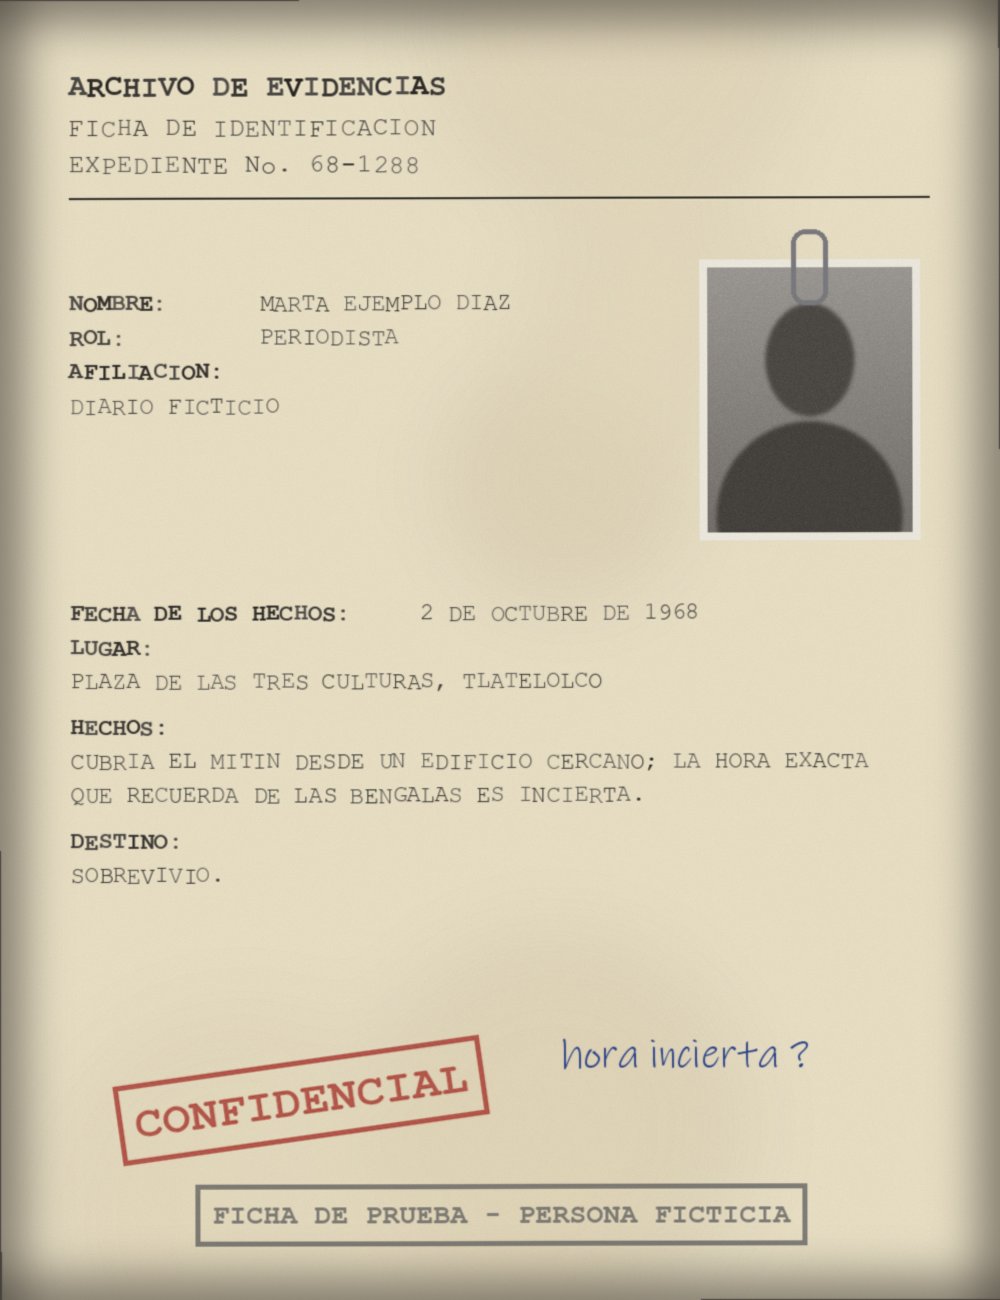 ARCHIVO DE EVIDENCIAS
FICHA DE IDENTIFICACION
EXPEDIENTE No. 68-1288
NOMBRE: MARTA EJEMPLO DIAZ
ROL: PERIODISTA
AFILIACION:
DIARIO FICTICIO
FECHA DE LOS HECHOS: 2 DE OCTUBRE DE 1968
LUGAR:
PLAZA DE LAS TRES CULTURAS, TLATELOLCO
HECHOS:
CUBRIA EL MITIN DESDE UN EDIFICIO CERCANO; LA HORA EXACTA
QUE RECUERDA DE LAS BENGALAS ES INCIERTA.
DESTINO:
SOBREVIVIO.
hora incierta ?
CONFIDENCIAL
FICHA DE PRUEBA - PERSONA FICTICIA